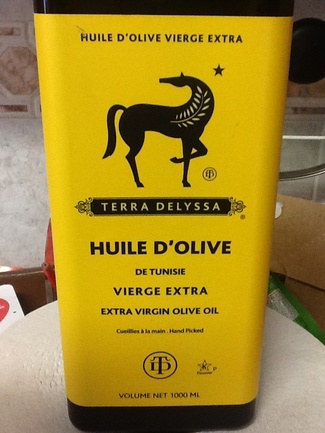 HUILE D'OLIVE VIERGE EXTRA
TERRA DELYSSA
®
HUILE D'OLIVE
DE TUNISIE
VIERGE EXTRA
EXTRA VIRGIN OLIVE OIL
Cueillies à la main . Hand Picked
VOLUME NET 1000 ML